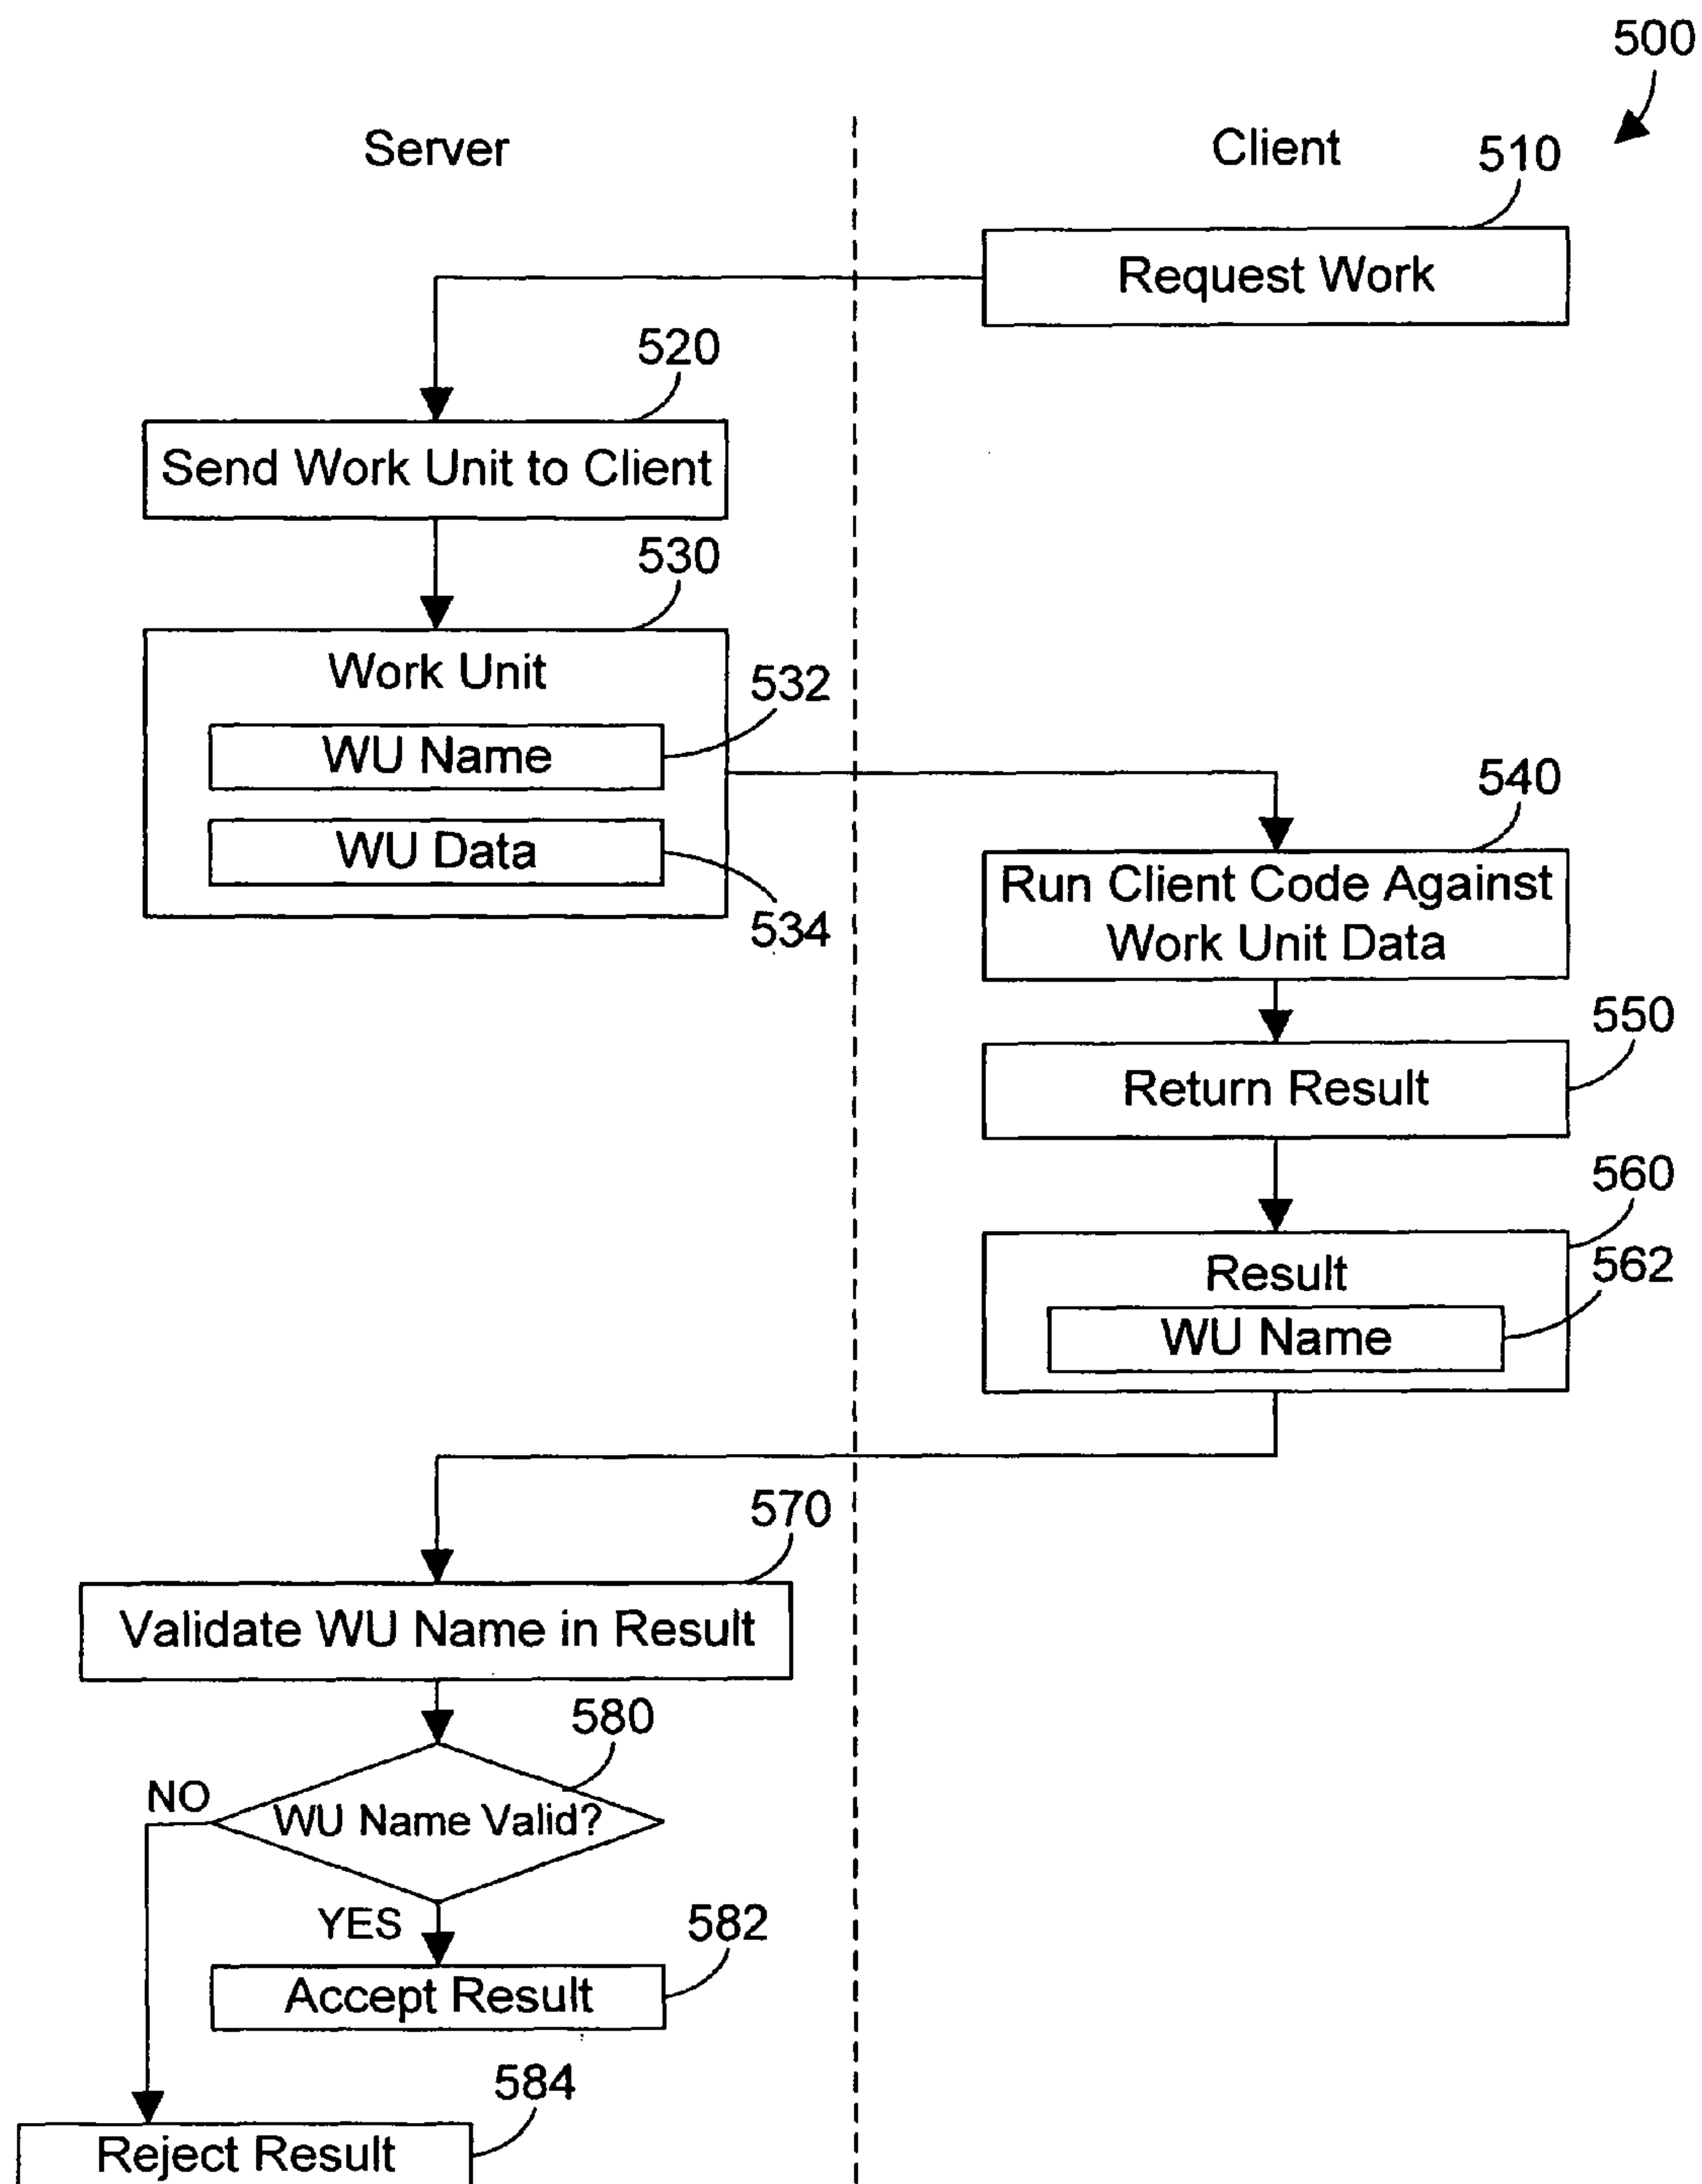 500
Server
Client
510
Request Work
520
Send Work Unit to Client
530
Work Unit
532
WU Name
WU Data
534
540
Run Client Code Against
Work Unit Data
550
Return Result
560
Result
562
WU Name
570
Validate WU Name in Result
580
NO
WU Name Valid?
YES
582
Accept Result
584
Reject Result